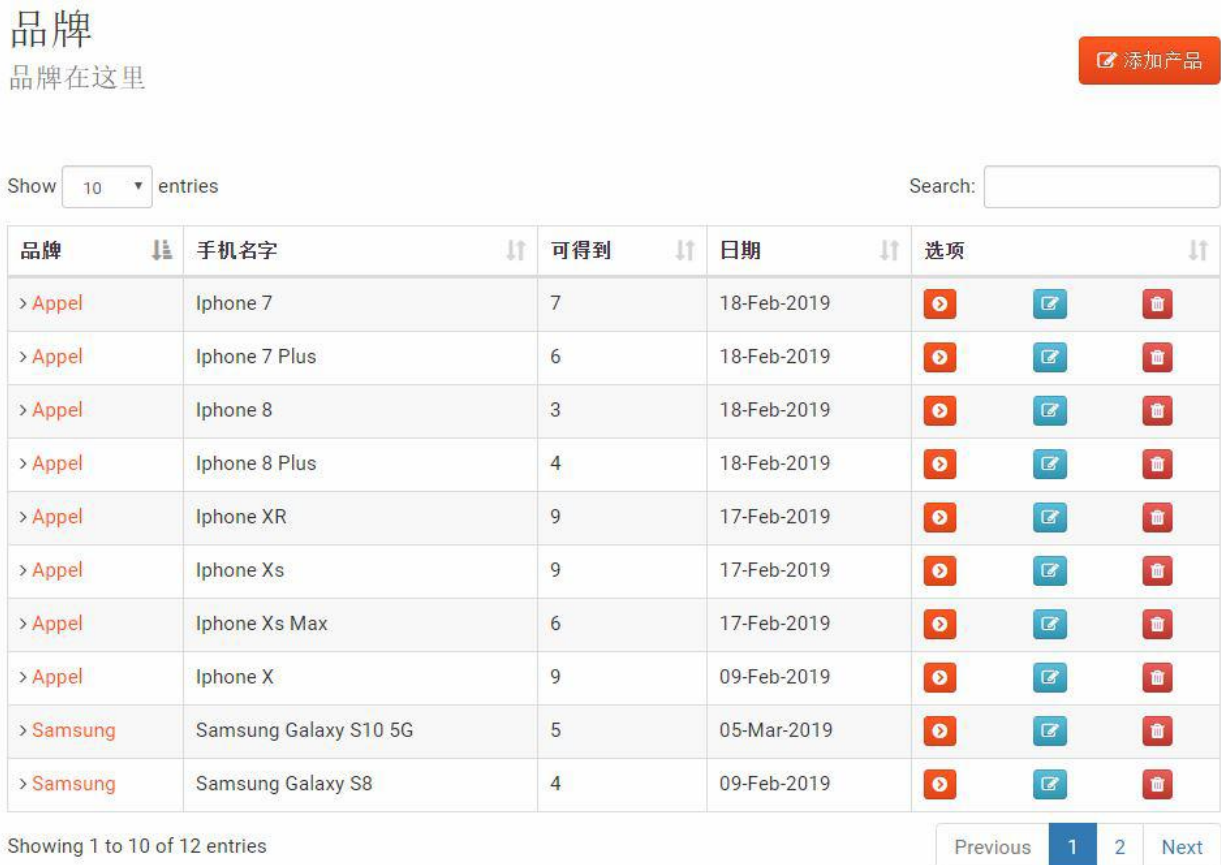 品牌
品牌在这里
添加产品
Show 10 entries
Search:
品牌 手机名字 可得到 日期 选项
> Appel Iphone 7 7 18-Feb-2019
> Appel Iphone 7 Plus 6 18-Feb-2019
> Appel Iphone 8 3 18-Feb-2019
> Appel Iphone 8 Plus 4 18-Feb-2019
> Appel Iphone XR 9 17-Feb-2019
> Appel Iphone Xs 9 17-Feb-2019
> Appel Iphone Xs Max 6 17-Feb-2019
> Appel Iphone X 9 09-Feb-2019
> Samsung Samsung Galaxy S10 5G 5 05-Mar-2019
> Samsung Samsung Galaxy S8 4 09-Feb-2019
Showing 1 to 10 of 12 entries
Previous 1 2 Next